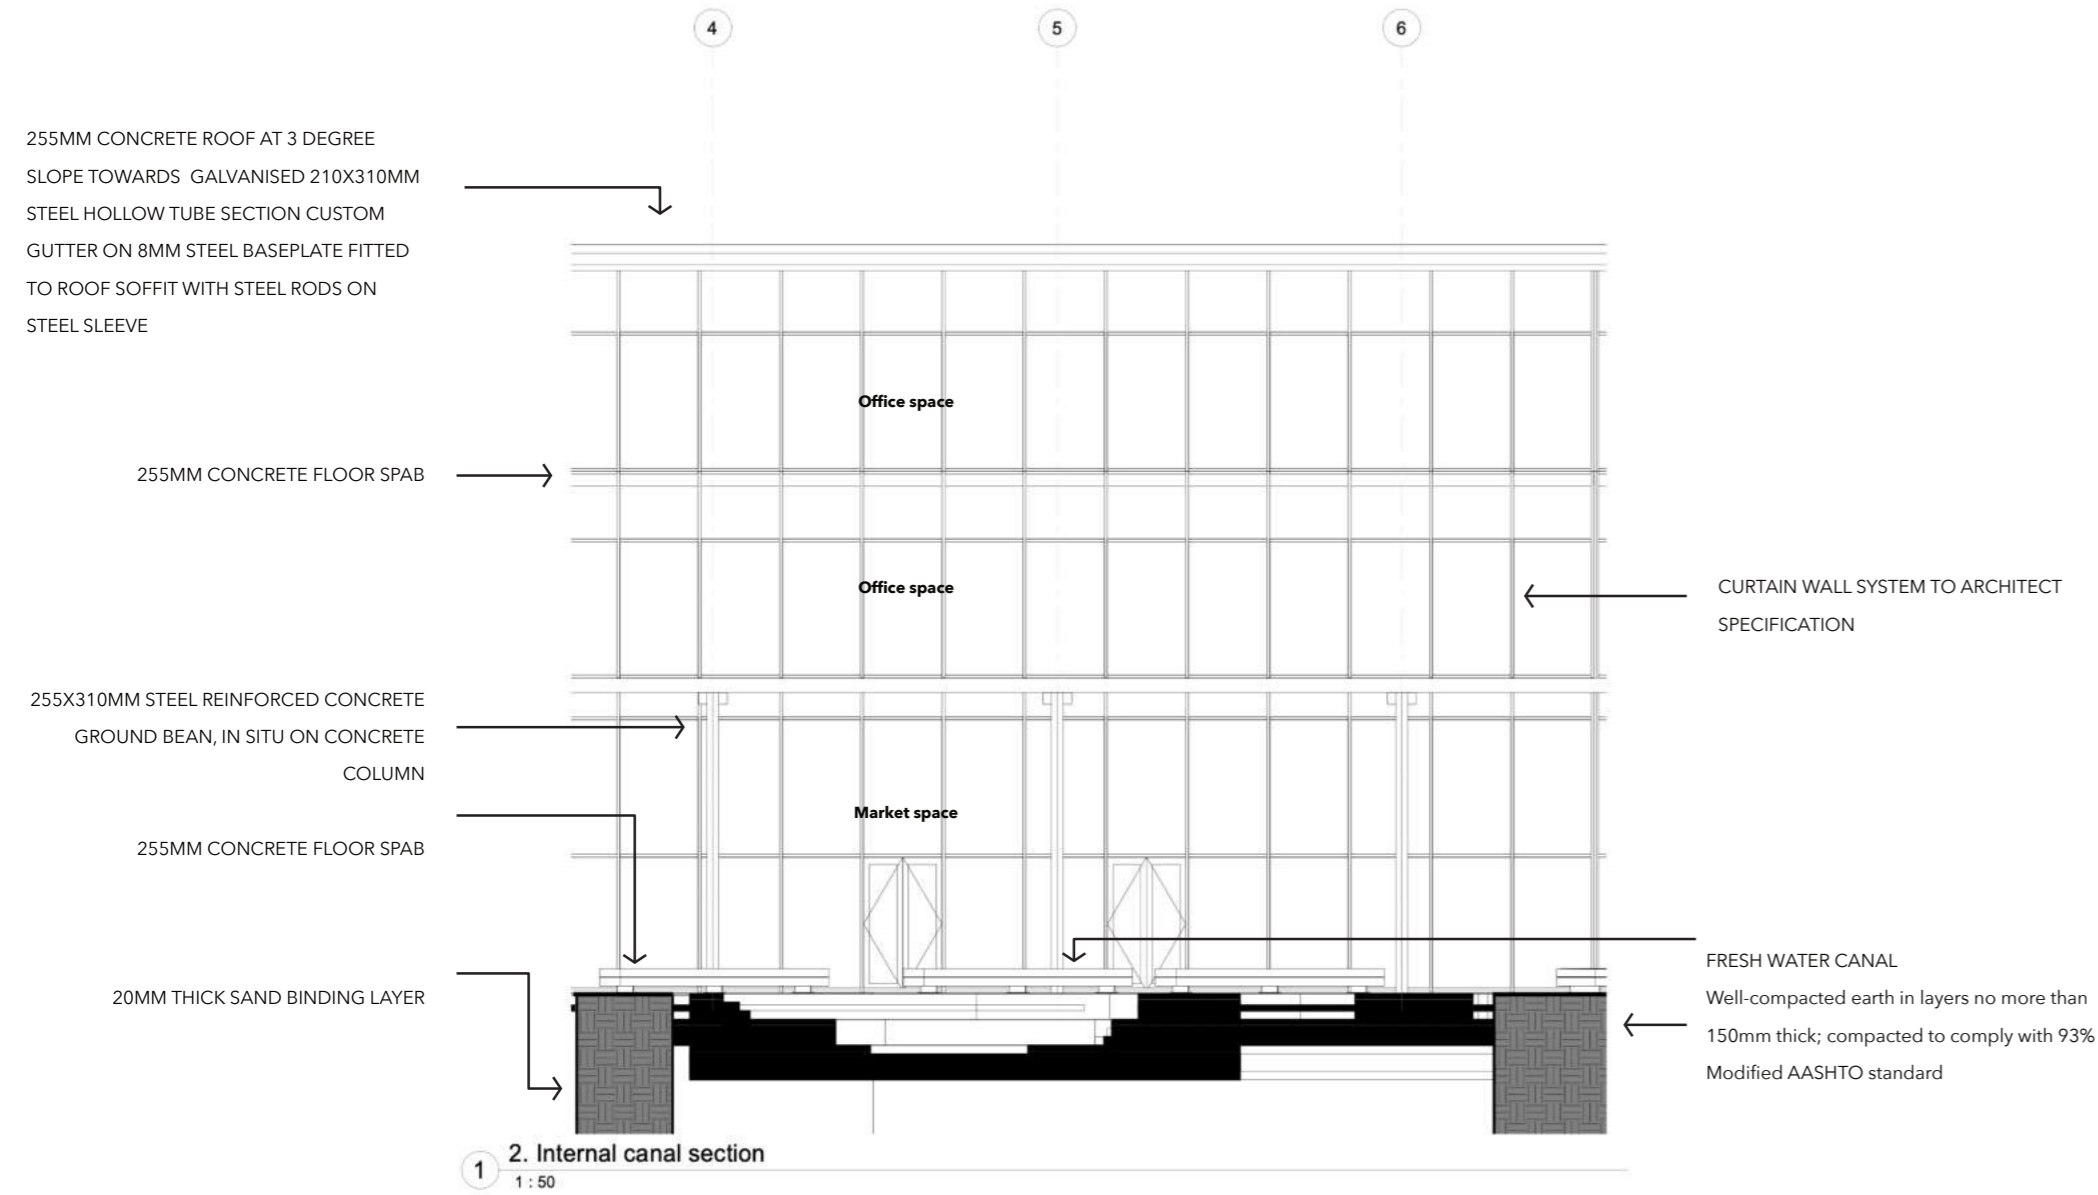 4
5
6
255MM CONCRETE ROOF AT 3 DEGREE
SLOPE TOWARDS GALVANISED 210X310MM
STEEL HOLLOW TUBE SECTION CUSTOM
GUTTER ON 8MM STEEL BASEPLATE FITTED
TO ROOF SOFFIT WITH STEEL RODS ON
STEEL SLEEVE
Office space
255MM CONCRETE FLOOR SPAB
Office space
CURTAIN WALL SYSTEM TO ARCHITECT
SPECIFICATION
255X310MM STEEL REINFORCED CONCRETE
GROUND BEAN, IN SITU ON CONCRETE
COLUMN
Market space
255MM CONCRETE FLOOR SPAB
20MM THICK SAND BINDING LAYER
FRESH WATER CANAL
Well-compacted earth in layers no more than
150mm thick; compacted to comply with 93%
Modified AASHTO standard
1
2. Internal canal section
1 : 50